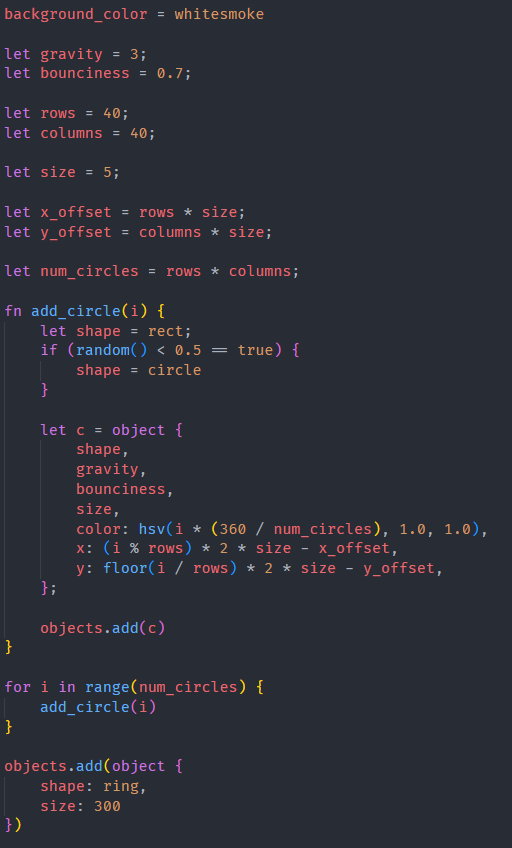 background_color = whitesmoke
let gravity = 3;
let bounciness = 0.7;
let rows = 40;
let columns = 40;
let size = 5;
let x_offset = rows * size;
let y_offset = columns * size;
let num_circles = rows * columns;
fn add_circle(i) {
    let shape = rect;
    if (random() < 0.5 == true) {
        shape = circle
    }
    let c = object {
        shape,
        gravity,
        bounciness,
        size,
        color: hsv(i * (360 / num_circles), 1.0, 1.0),
        x: (i % rows) * 2 * size - x_offset,
        y: floor(i / rows) * 2 * size - y_offset,
    };
    objects.add(c)
}
for i in range(num_circles) {
    add_circle(i)
}
objects.add(object {
    shape: ring,
    size: 300
})